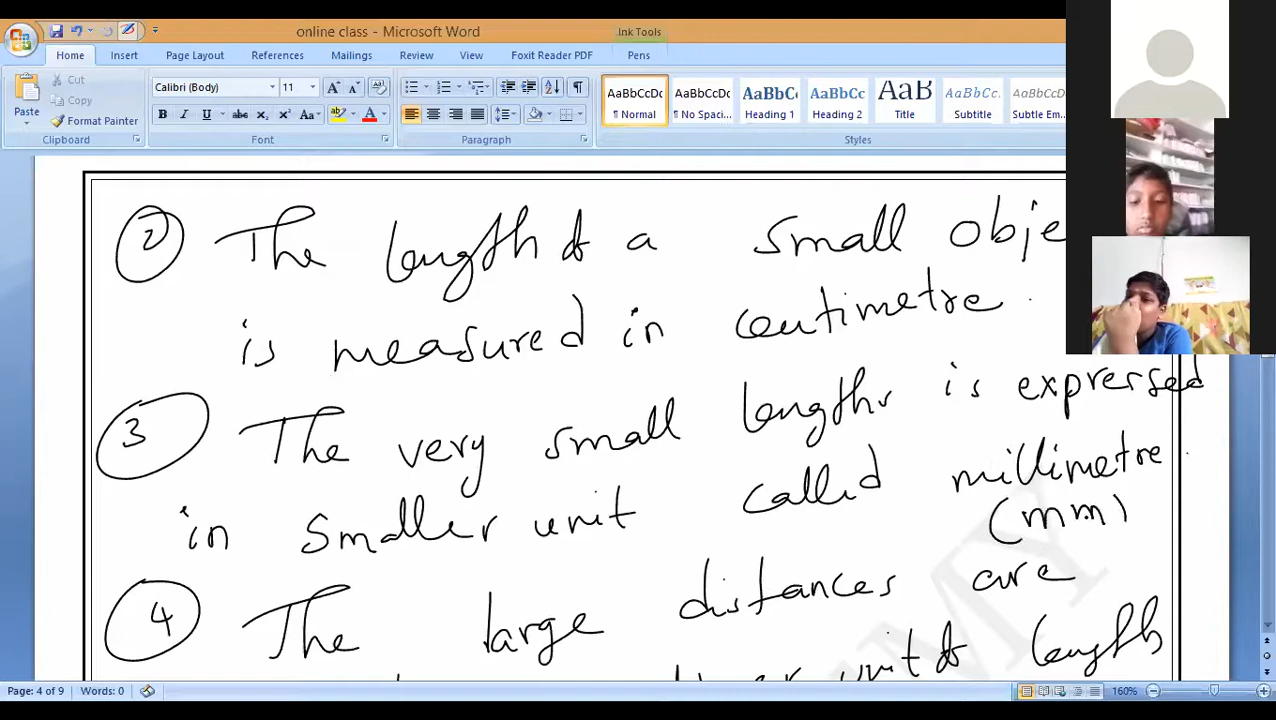 online class - Microsoft Word
Ink Tools
Home Insert Page Layout References Mailings Review View Foxit Reader PDF Pens
Cut
Copy
Format Painter
Paste
Calibri (Body) 11
AaBbCcDc AaBbCcDc AaBbC AaBbCc AaB AaBbCc. AaBbCcDc
¶ Normal ¶ No Spaci... Heading 1 Heading 2 Title Subtitle Subtle Em...
Clipboard Font Paragraph Styles
2 The length of a small obje
is measured in centimetre.
3 The very small lengths is expressed
in smaller unit called millimetre.
(mm)
4 The large distances are
unit of length
Page: 4 of 9 Words: 0 160%